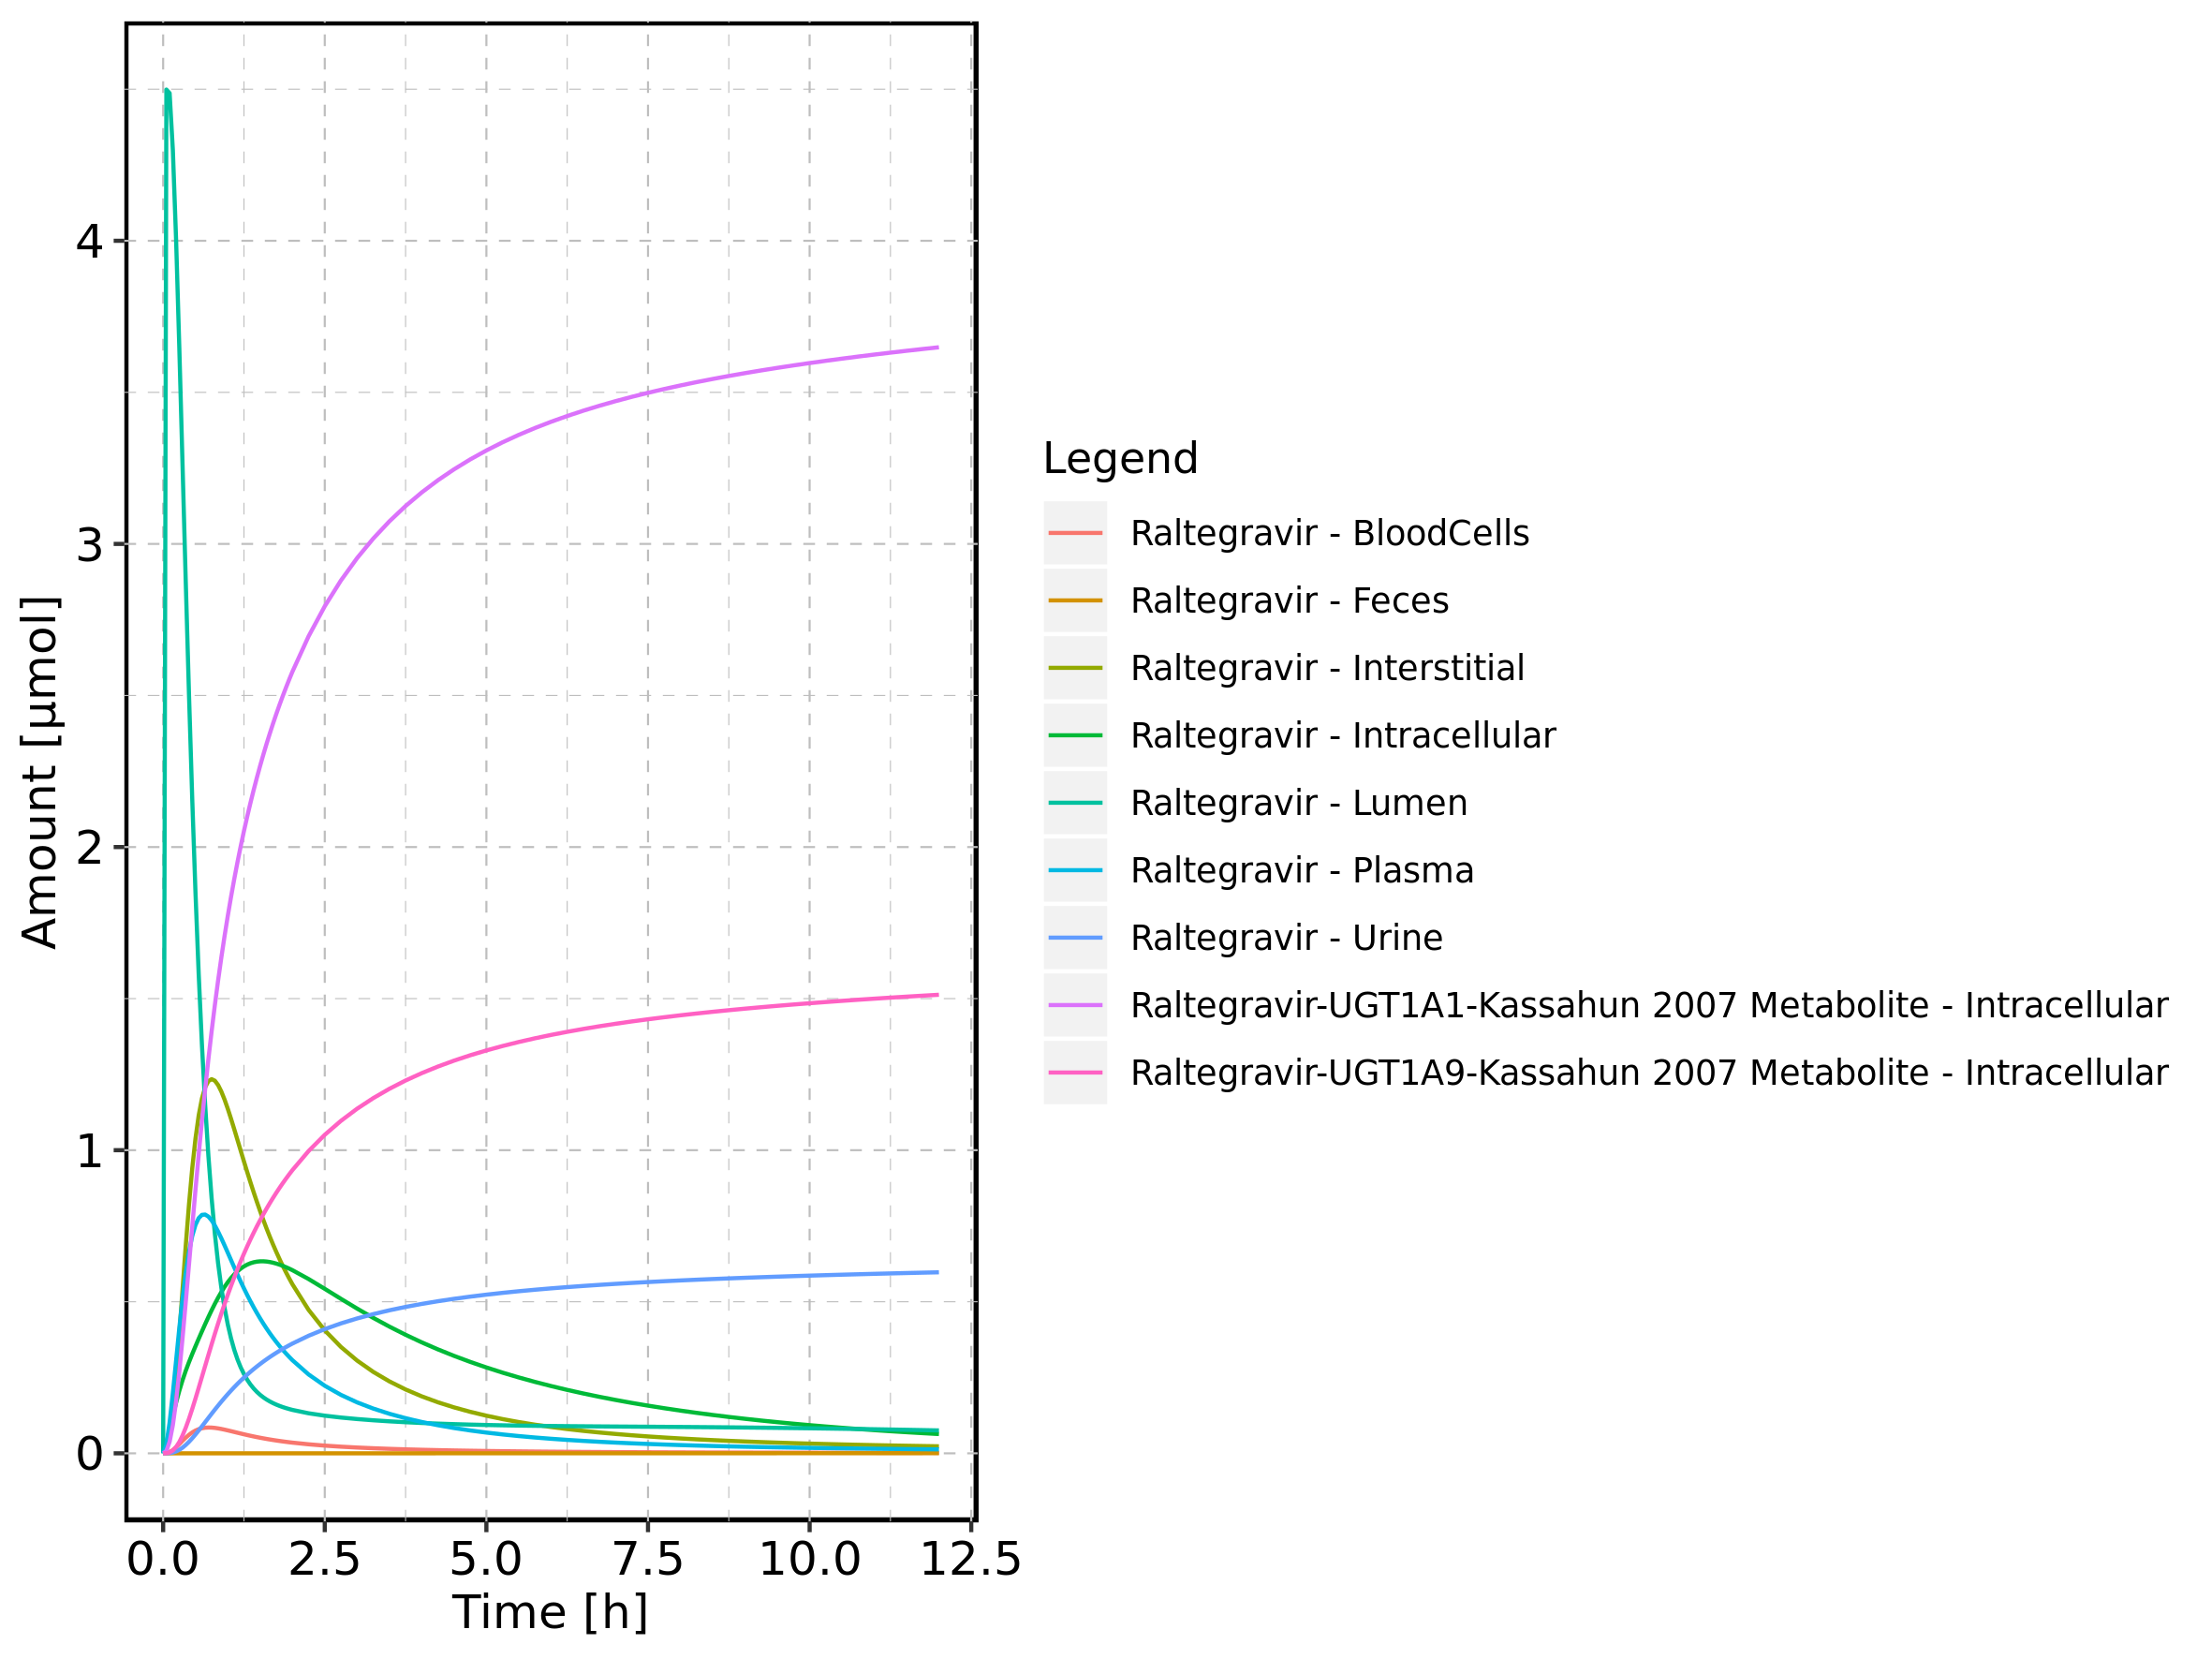 4
3
2
1
0
Amount [µmol]
0.0 2.5 5.0 7.5 10.0 12.5
Time [h]
Legend
Raltegravir - BloodCells
Raltegravir - Feces
Raltegravir - Interstitial
Raltegravir - Intracellular
Raltegravir - Lumen
Raltegravir - Plasma
Raltegravir - Urine
Raltegravir-UGT1A1-Kassahun 2007 Metabolite - Intracellular
Raltegravir-UGT1A9-Kassahun 2007 Metabolite - Intracellular